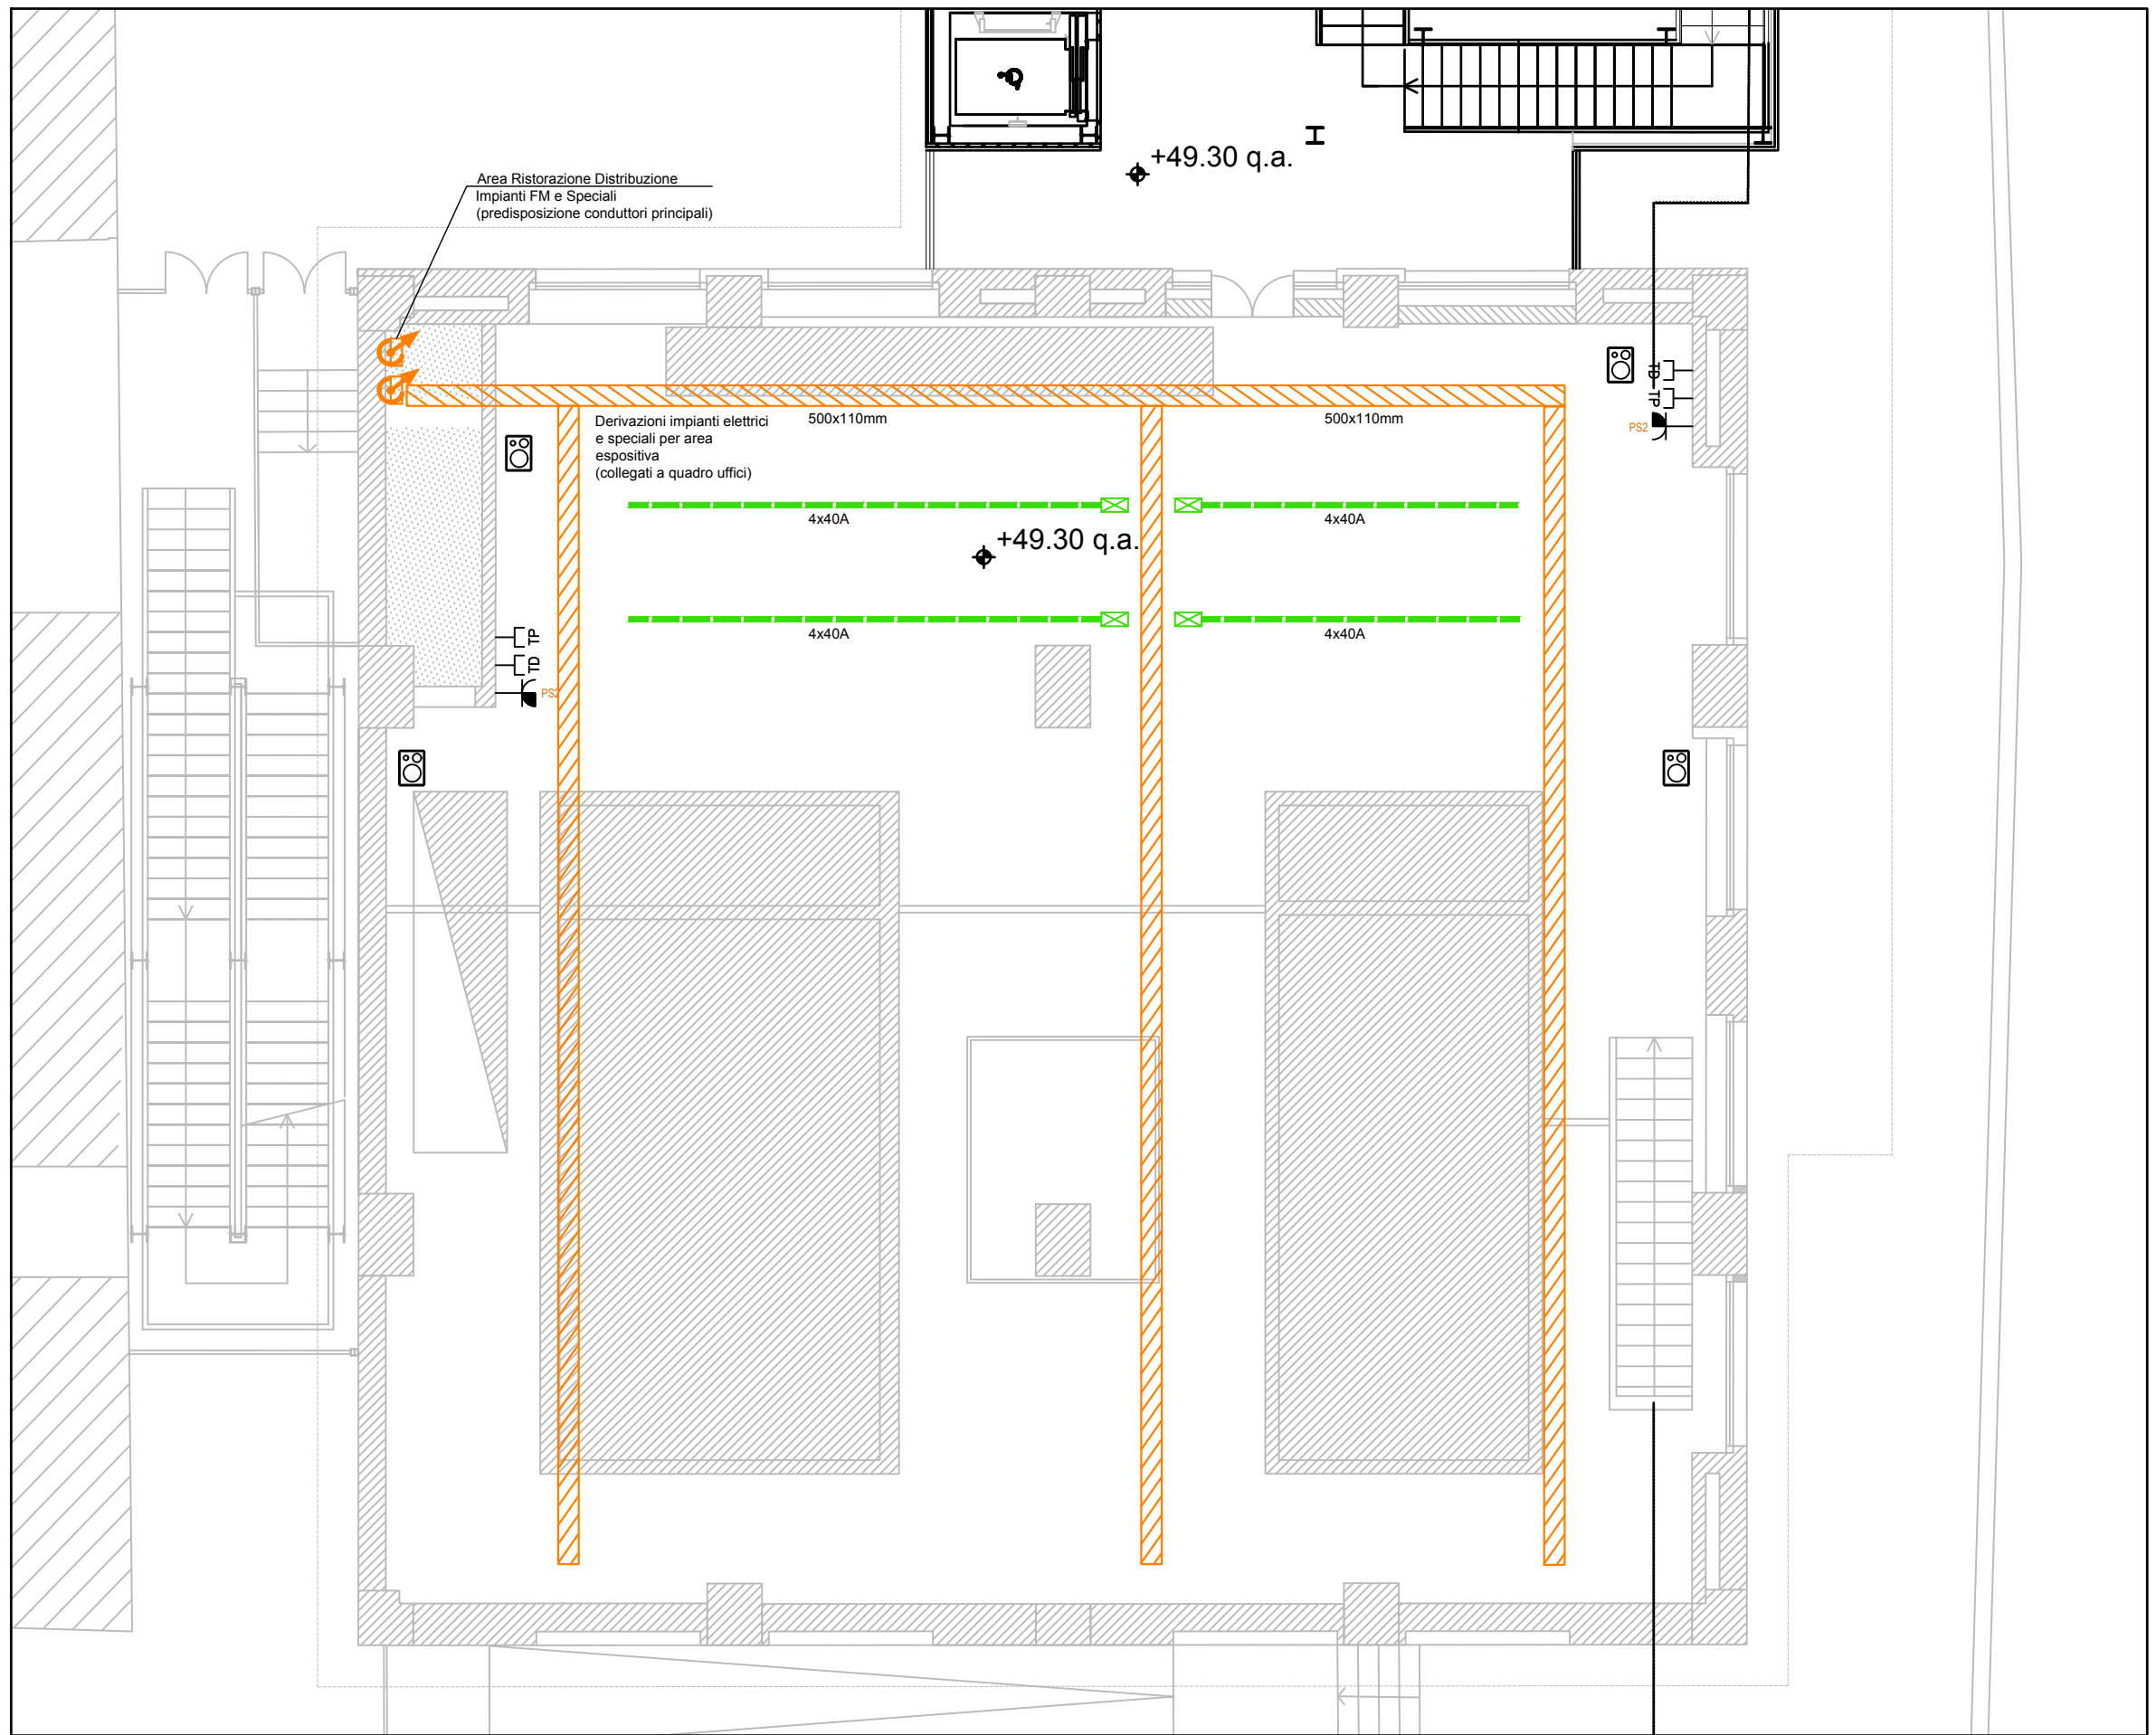 +49.30 q.a.
Area Ristorazione Distribuzione
Impianti FM e Speciali
(predisposizione conduttori principali)
TD
TP
PS2
Derivazioni impianti elettrici
e speciali per area
espositiva
(collegati a quadro uffici)
500x110mm
500x110mm
4x40A
4x40A
+49.30 q.a.
4x40A
4x40A
TP
TD
PS2